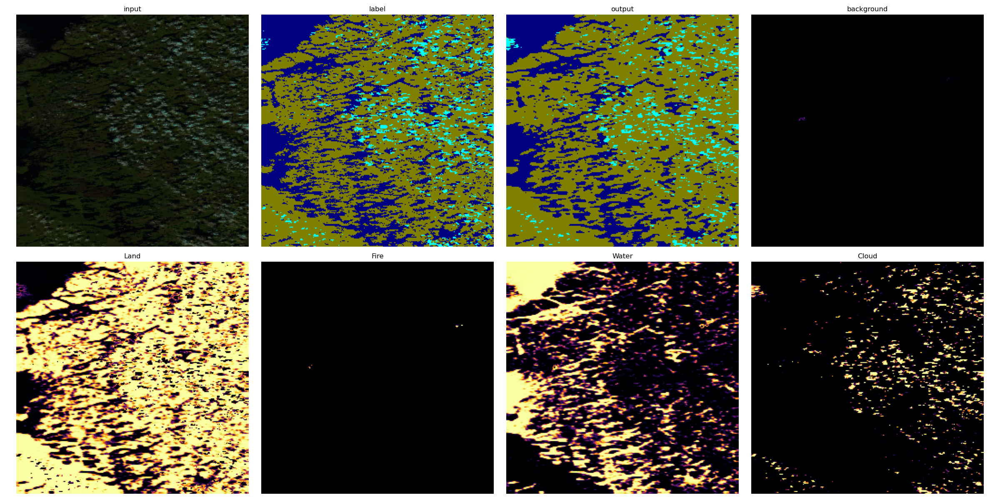 input
label
output
background
Land
Fire
Water
Cloud